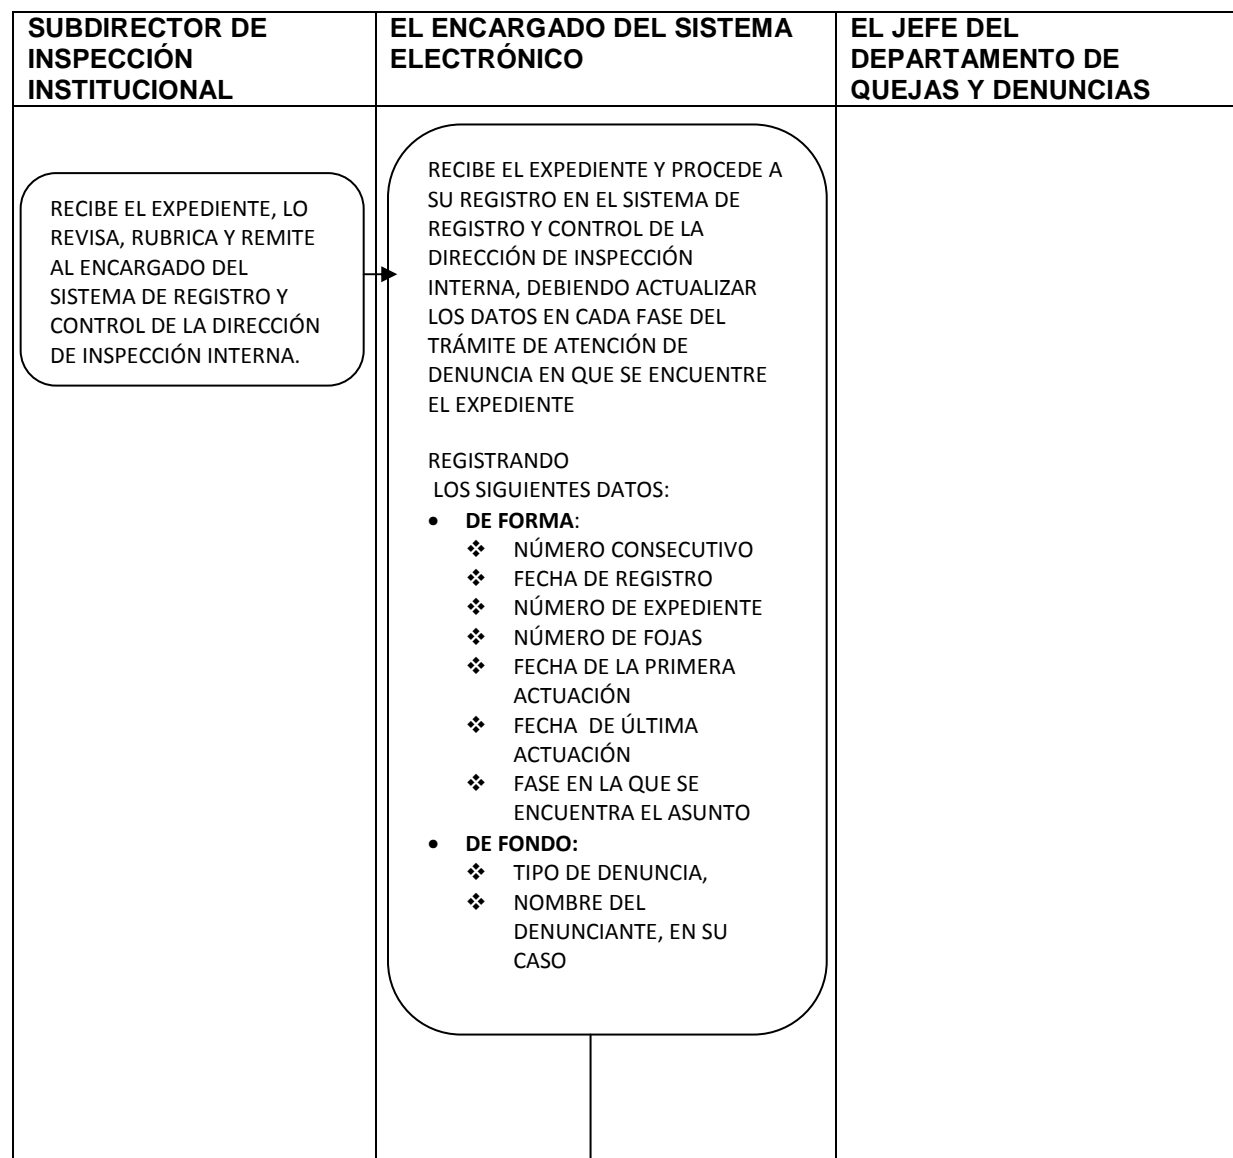 SUBDIRECTOR DE
INSPECCIÓN
INSTITUCIONAL
EL ENCARGADO DEL SISTEMA
ELECTRÓNICO
EL JEFE DEL
DEPARTAMENTO DE
QUEJAS Y DENUNCIAS
RECIBE EL EXPEDIENTE, LO
REVISA, RUBRICA Y REMITE
AL ENCARGADO DEL
SISTEMA DE REGISTRO Y
CONTROL DE LA DIRECCIÓN
DE INSPECCIÓN INTERNA.
RECIBE EL EXPEDIENTE Y PROCEDE A
SU REGISTRO EN EL SISTEMA DE
REGISTRO Y CONTROL DE LA
DIRECCIÓN DE INSPECCIÓN
INTERNA, DEBIENDO ACTUALIZAR
LOS DATOS EN CADA FASE DEL
TRÁMITE DE ATENCIÓN DE
DENUNCIA EN QUE SE ENCUENTRE
EL EXPEDIENTE
REGISTRANDO
LOS SIGUIENTES DATOS:
• DE FORMA:
❖ NÚMERO CONSECUTIVO
❖ FECHA DE REGISTRO
❖ NÚMERO DE EXPEDIENTE
❖ NÚMERO DE FOJAS
❖ FECHA DE LA PRIMERA
ACTUACIÓN
❖ FECHA DE ÚLTIMA
ACTUACIÓN
❖ FASE EN LA QUE SE
ENCUENTRA EL ASUNTO
• DE FONDO:
❖ TIPO DE DENUNCIA,
❖ NOMBRE DEL
DENUNCIANTE, EN SU
CASO